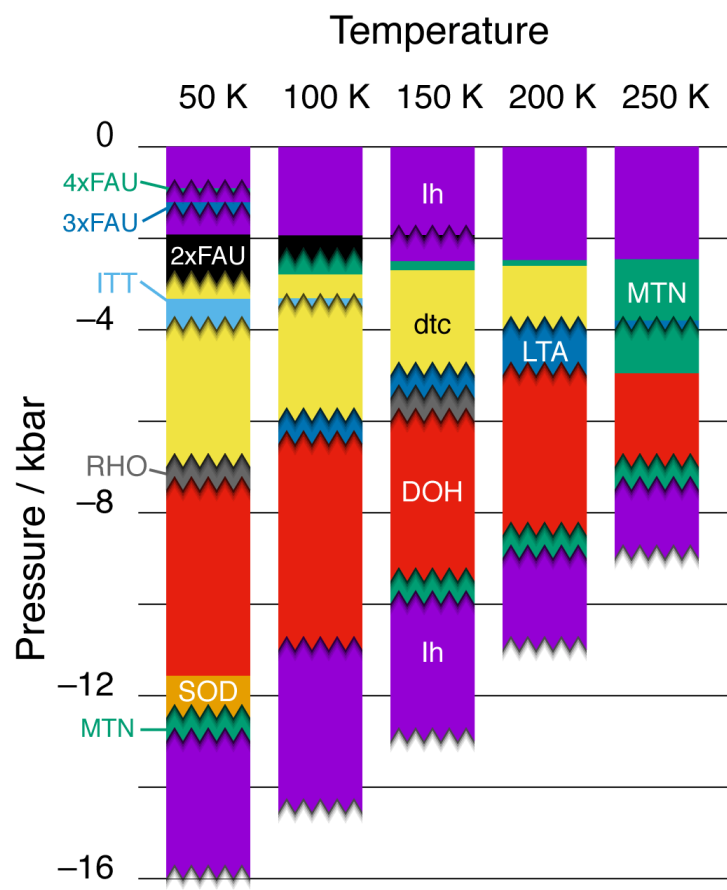 Temperature
50 K 100 K 150 K 200 K 250 K
0
4xFAU
Ih
3xFAU
2xFAU
ITT
MTN
–4
dtc
LTA
RHO
DOH
–8
Pressure / kbar
Ih
–12
SOD
MTN
–16